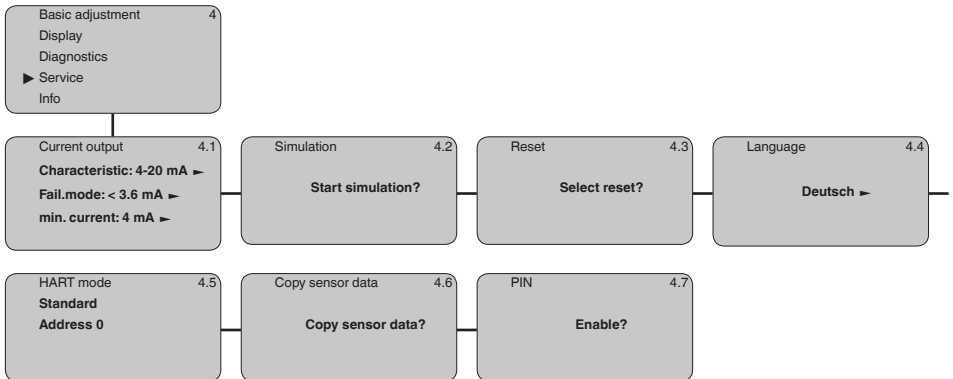 Basic adjustment 4
Display
Diagnostics
▶ Service
Info
Current output 4.1
Characteristic: 4-20 mA ►
Fail.mode: < 3.6 mA ►
min. current: 4 mA ►
Simulation 4.2
Start simulation?
Reset 4.3
Select reset?
Language 4.4
Deutsch ►
HART mode 4.5
Standard
Address 0
Copy sensor data 4.6
Copy sensor data?
PIN 4.7
Enable?